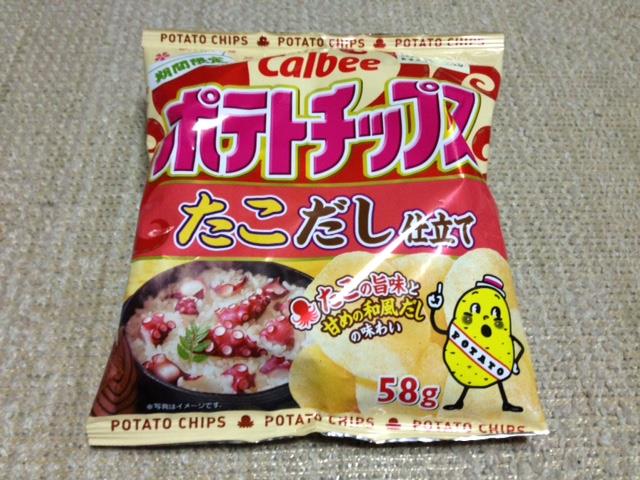 POTATO CHIPS POTATO CHIPS POTATO CHIPS
期間限定
Calbee
ポテトチップス
たこだし仕立て
たこの旨味と
甘めの和風だし
の味わい
POTATO
58g
※写真はイメージです。
POTATO CHIPS POTATO CHIPS POTATO CHIPS